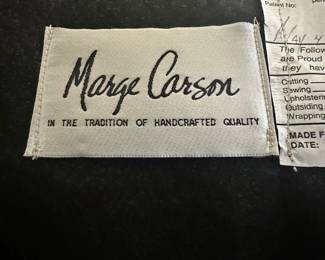 Marge Carson
IN THE TRADITION OF HANDCRAFTED QUALITY
Patent No:
The Follow
are Proud
they hav
Cutting
Sewing
Upholsterin
Outsiding
Wrapping
MADE F
DATE: